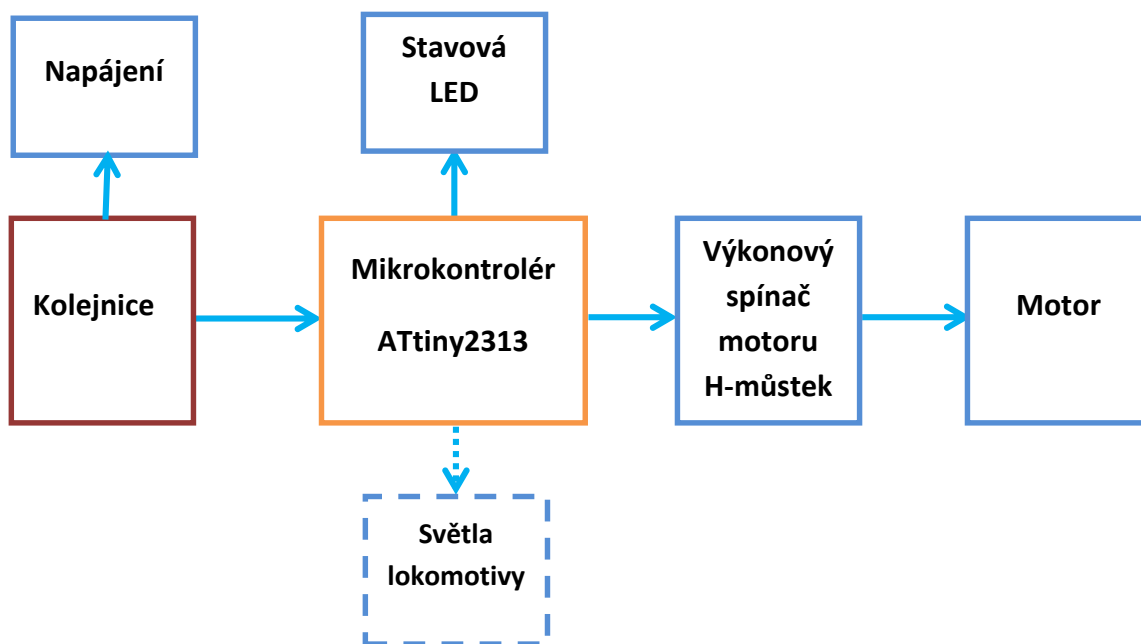 Napájení
Stavová
LED
Kolejnice
Mikrokontrolér
ATtiny2313
Výkonový
spínač
motoru
H-můstek
Motor
Světla
lokomotivy